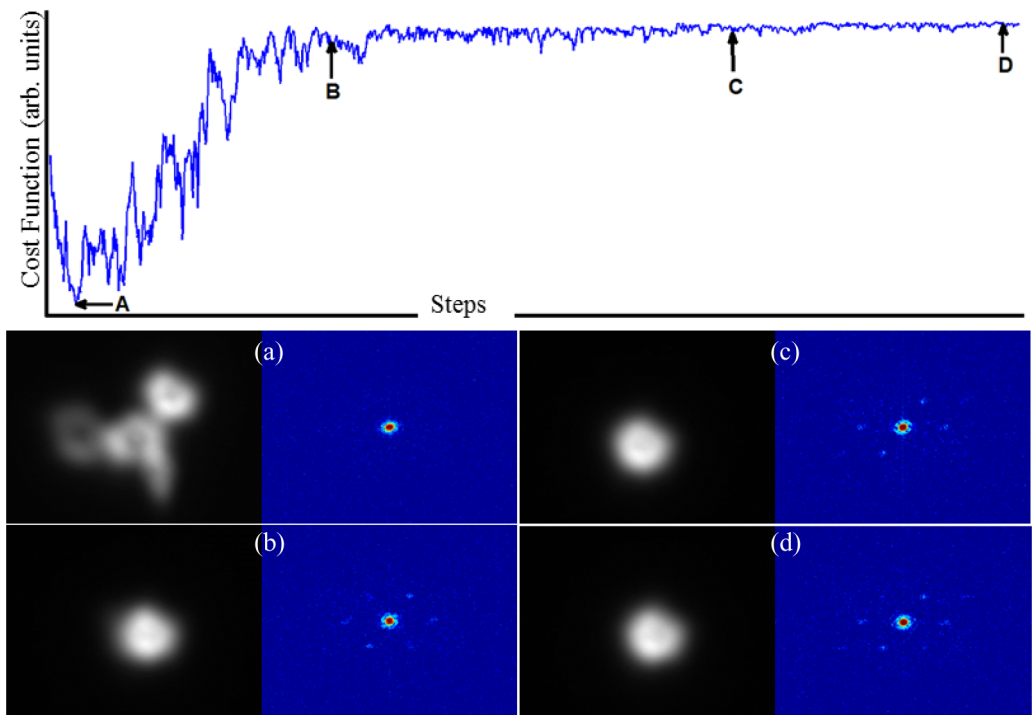 Cost Function (arb. units)
A
B
C
D
Steps
(a)
(c)
(b)
(d)